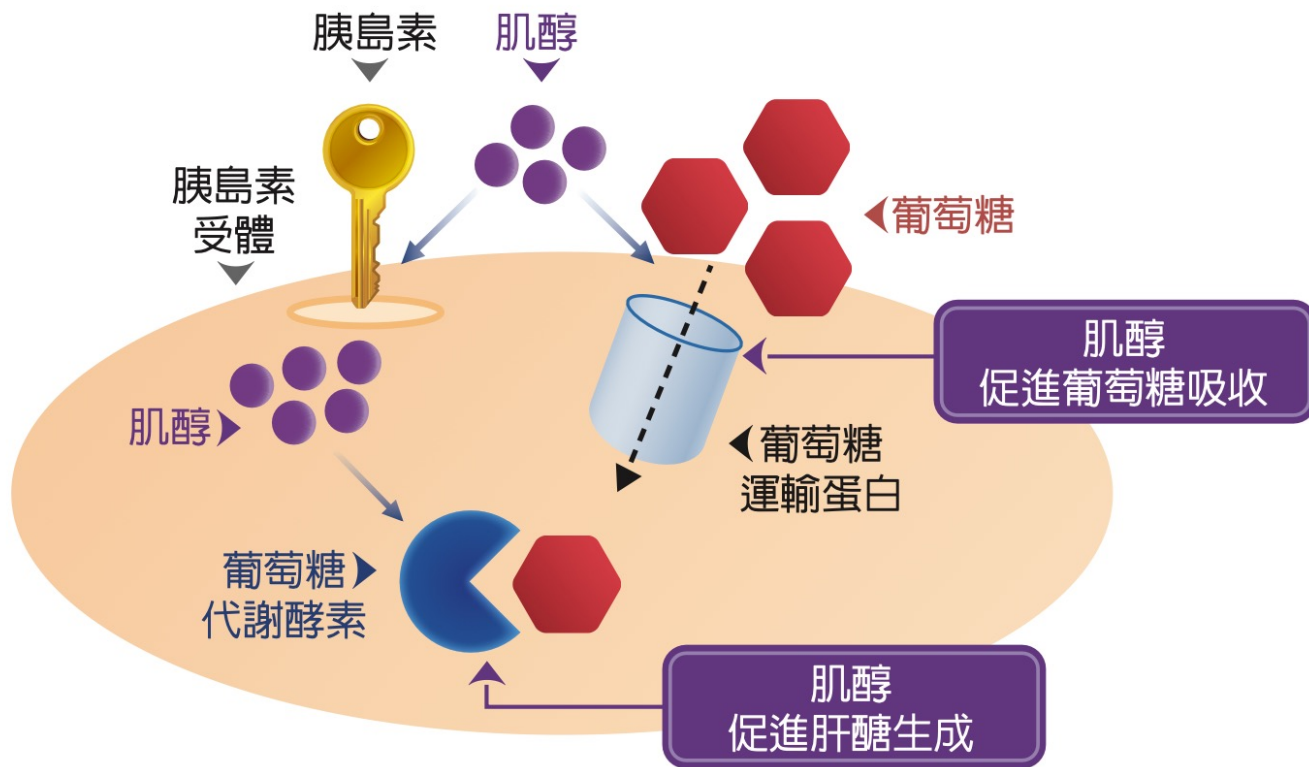 胰島素
肌醇
胰島素
受體
葡萄糖
肌醇
促進葡萄糖吸收
肌醇
葡萄糖
運輸蛋白
葡萄糖
代謝酵素
肌醇
促進肝醣生成